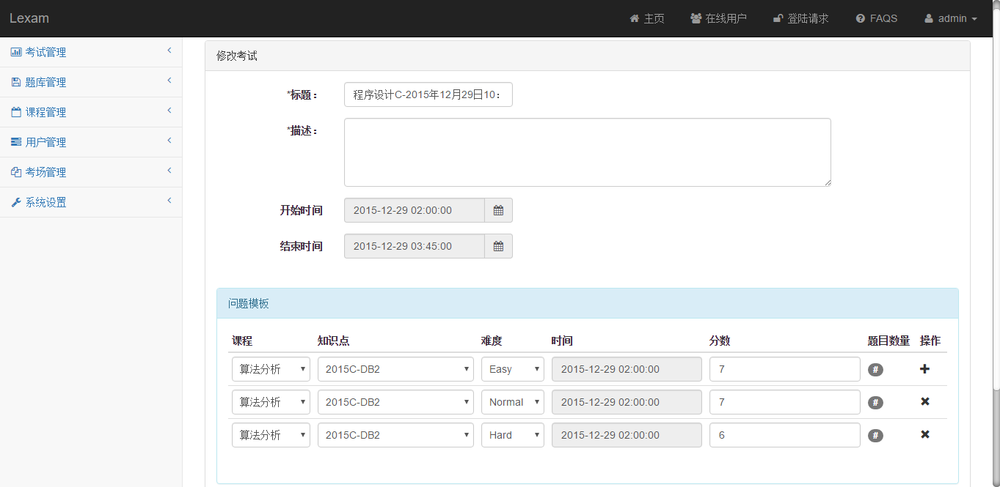 Lexam
主页 在线用户 登陆请求 FAQS admin
考试管理
题库管理
课程管理
用户管理
考场管理
系统设置
修改考试
*标题：
程序设计C-2015年12月29日10：
*描述：
开始时间
2015-12-29 02:00:00
结束时间
2015-12-29 03:45:00
问题模板
课程 知识点 难度 时间 分数 题目数量 操作
算法分析 2015C-DB2 Easy 2015-12-29 02:00:00 7 #
算法分析 2015C-DB2 Normal 2015-12-29 02:00:00 7 #
算法分析 2015C-DB2 Hard 2015-12-29 02:00:00 6 #